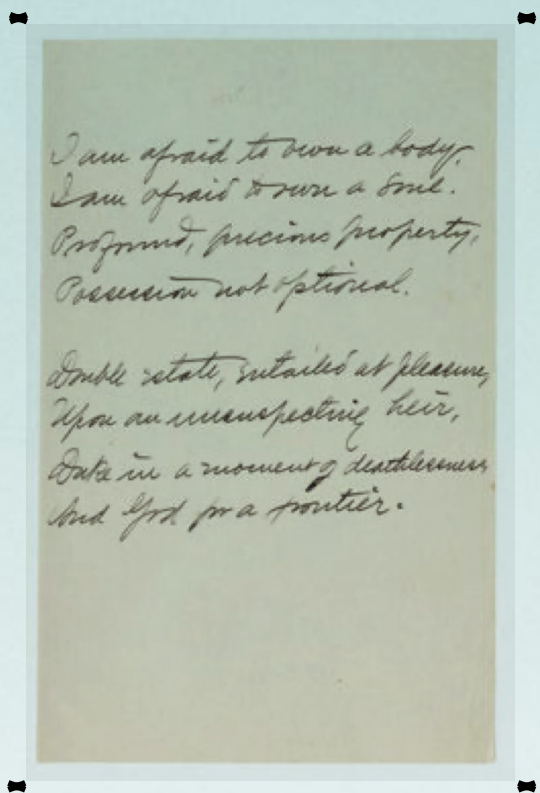 I am afraid to own a body,
I am afraid to own a soul.
Profound, precious property,
Possession not optional.
Double estate, entailed at pleasure,
Upon an unsuspecting heir,
Duke in a moment of deathlessness
And God for a frontier.